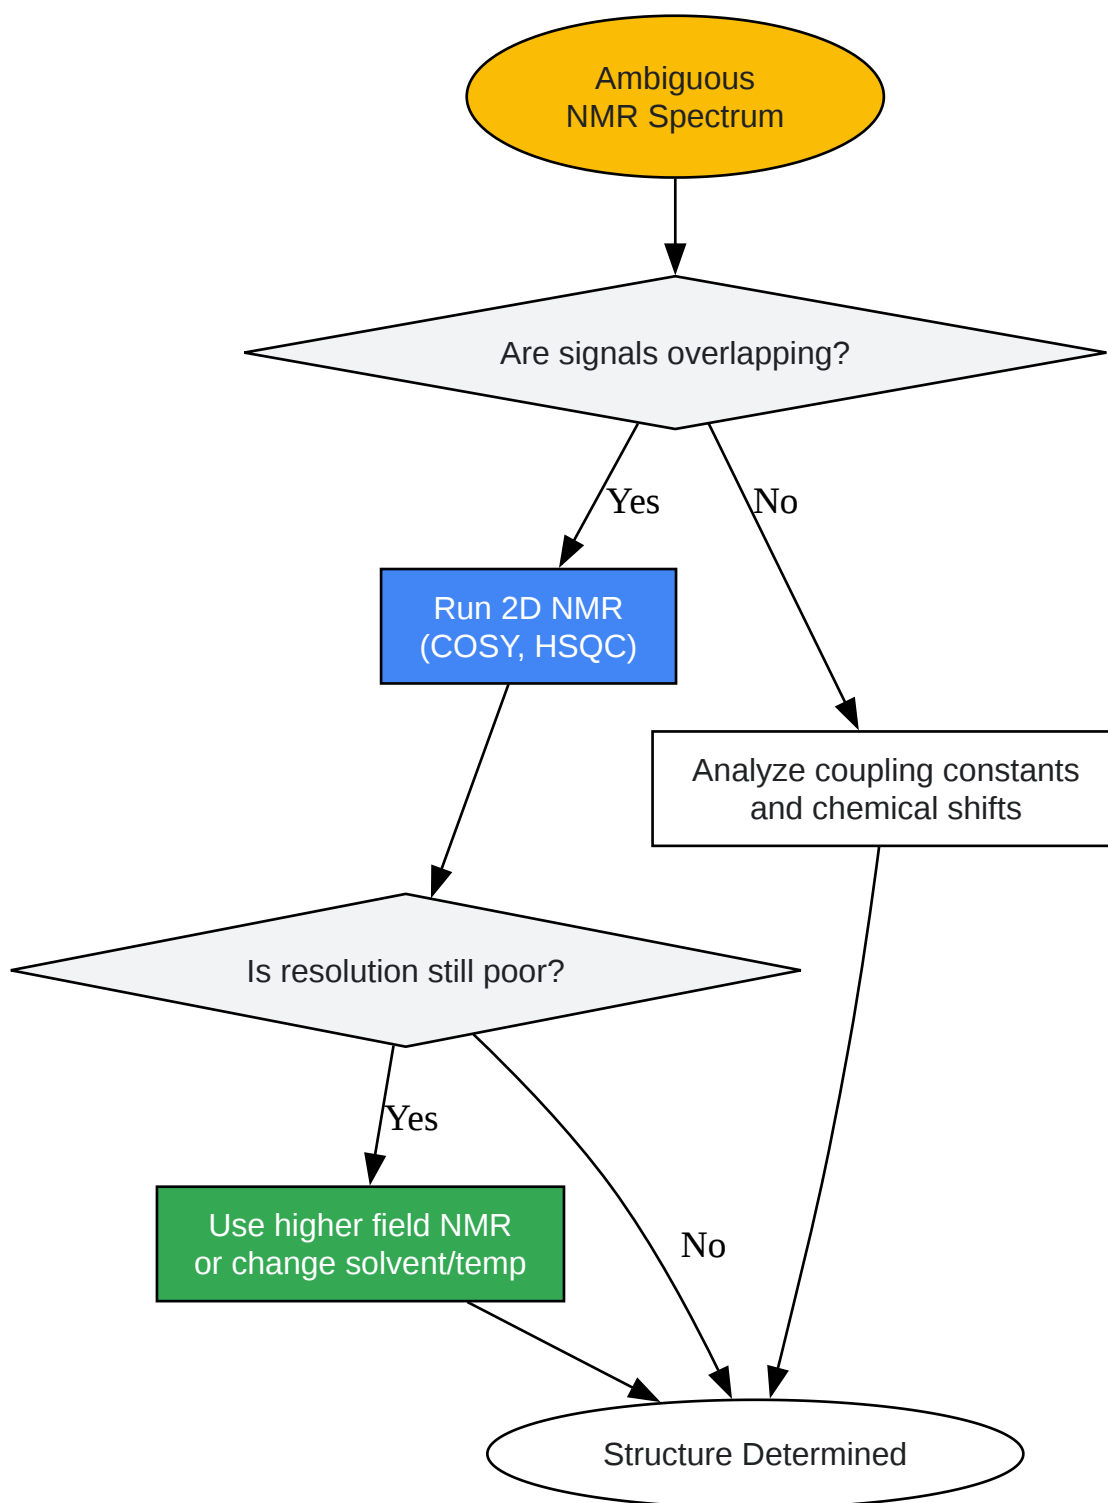 Ambiguous
NMR Spectrum
Are signals overlapping?
Yes
No
Run 2D NMR
(COSY, HSQC)
Analyze coupling constants
and chemical shifts
Is resolution still poor?
Yes
Use higher field NMR
or change solvent/temp
No
Structure Determined